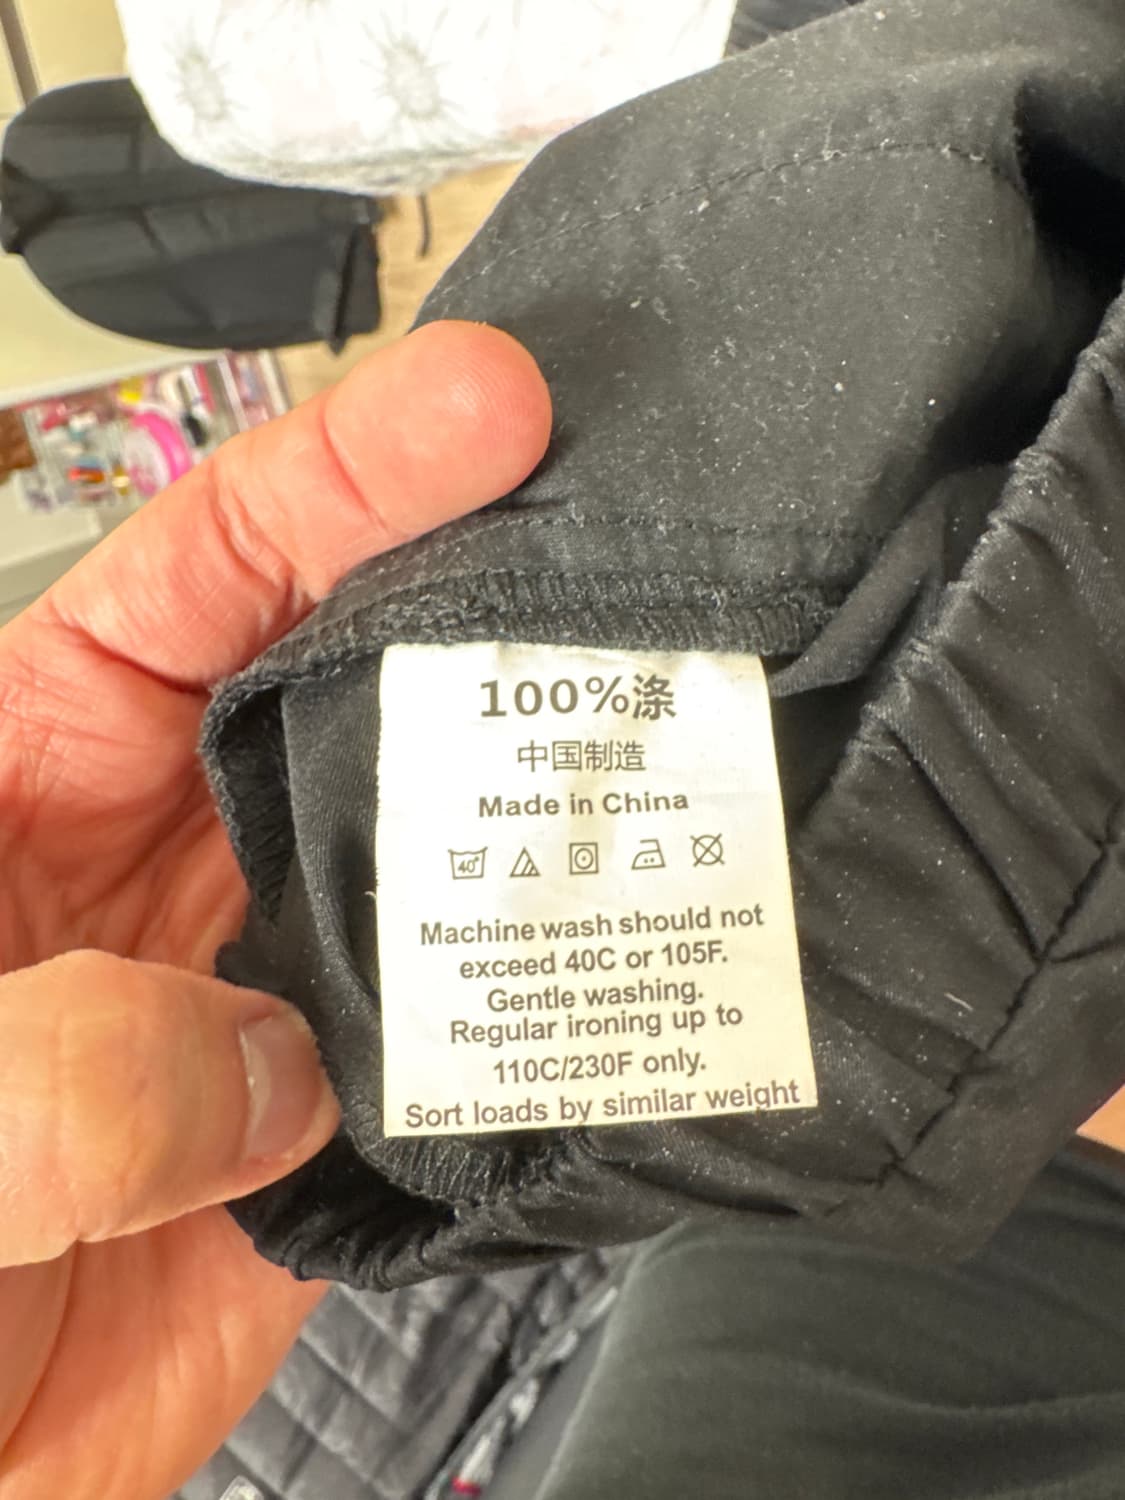 100%涤
中国制造
Made in China
40°
Machine wash should not
exceed 40C or 105F.
Gentle washing.
Regular ironing up to
110C/230F only.
Sort loads by similar weight